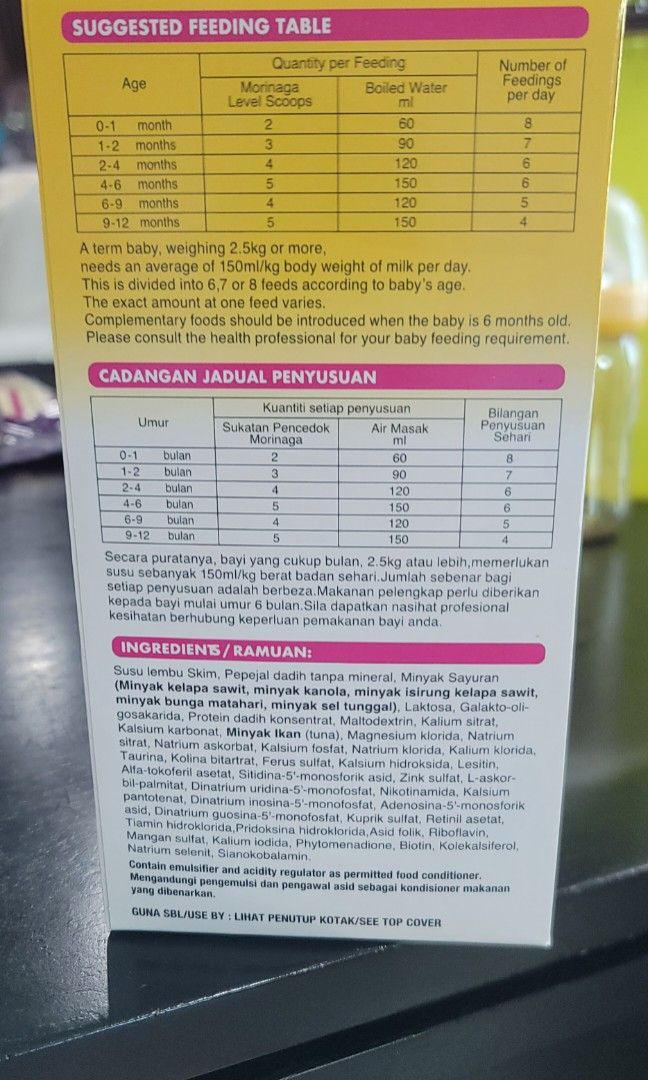 SUGGESTED FEEDING TABLE
Age Quantity per Feeding Number of Feedings per day
Morinaga Level Scoops Boiled Water ml
0-1 month 2 60 8
1-2 months 3 90 7
2-4 months 4 120 6
4-6 months 5 150 6
6-9 months 4 120 5
9-12 months 5 150 4
A term baby, weighing 2.5kg or more,
needs an average of 150ml/kg body weight of milk per day.
This is divided into 6,7 or 8 feeds according to baby's age.
The exact amount at one feed varies.
Complementary foods should be introduced when the baby is 6 months old.
Please consult the health professional for your baby feeding requirement.
CADANGAN JADUAL PENYUSUAN
Umur Kuantiti setiap penyusuan Bilangan Penyusuan Sehari
Sukatan Pencedok Morinaga Air Masak ml
0-1 bulan 2 60 8
1-2 bulan 3 90 7
2-4 bulan 4 120 6
4-6 bulan 5 150 6
6-9 bulan 4 120 5
9-12 bulan 5 150 4
Secara puratanya, bayi yang cukup bulan, 2.5kg atau lebih,memerlukan
susu sebanyak 150ml/kg berat badan sehari.Jumlah sebenar bagi
setiap penyusuan adalah berbeza.Makanan pelengkap perlu diberikan
kepada bayi mulai umur 6 bulan.Sila dapatkan nasihat profesional
kesihatan berhubung keperluan pemakanan bayi anda.
INGREDIENTS / RAMUAN:
Susu lembu Skim, Pepejal dadih tanpa mineral, Minyak Sayuran
(Minyak kelapa sawit, minyak kanola, minyak isirung kelapa sawit,
minyak bunga matahari, minyak sel tunggal), Laktosa, Galakto-oli-
gosakarida, Protein dadih konsentrat, Maltodextrin, Kalium sitrat,
Kalsium karbonat, Minyak Ikan (tuna), Magnesium klorida, Natrium
sitrat, Natrium askorbat, Kalsium fosfat, Natrium klorida, Kalium klorida,
Taurina, Kolina bitartrat, Ferus sulfat, Kalsium hidroksida, Lesitin,
Alfa-tokoferil asetat, Sitidina-5'-monosforik asid, Zink sulfat, L-askor-
bil-palmitat, Dinatrium uridina-5'-monofosfat, Nikotinamida, Kalsium
pantotenat, Dinatrium inosina-5'-monofosfat, Adenosina-5'-monosforik
asid, Dinatrium guosina-5'-monofosfat, Kuprik sulfat, Retinil asetat,
Tiamin hidroklorida,Pridoksina hidroklorida,Asid folik, Riboflavin,
Mangan sulfat, Kalium iodida, Phytomenadione, Biotin, Kolekalsiferol,
Natrium selenit, Sianokobalamin.
Contain emulsifier and acidity regulator as permitted food conditioner.
Mengandungi pengemulsi dan pengawal asid sebagai kondisioner makanan
yang dibenarkan.
GUNA SBL/USE BY : LIHAT PENUTUP KOTAK/SEE TOP COVER